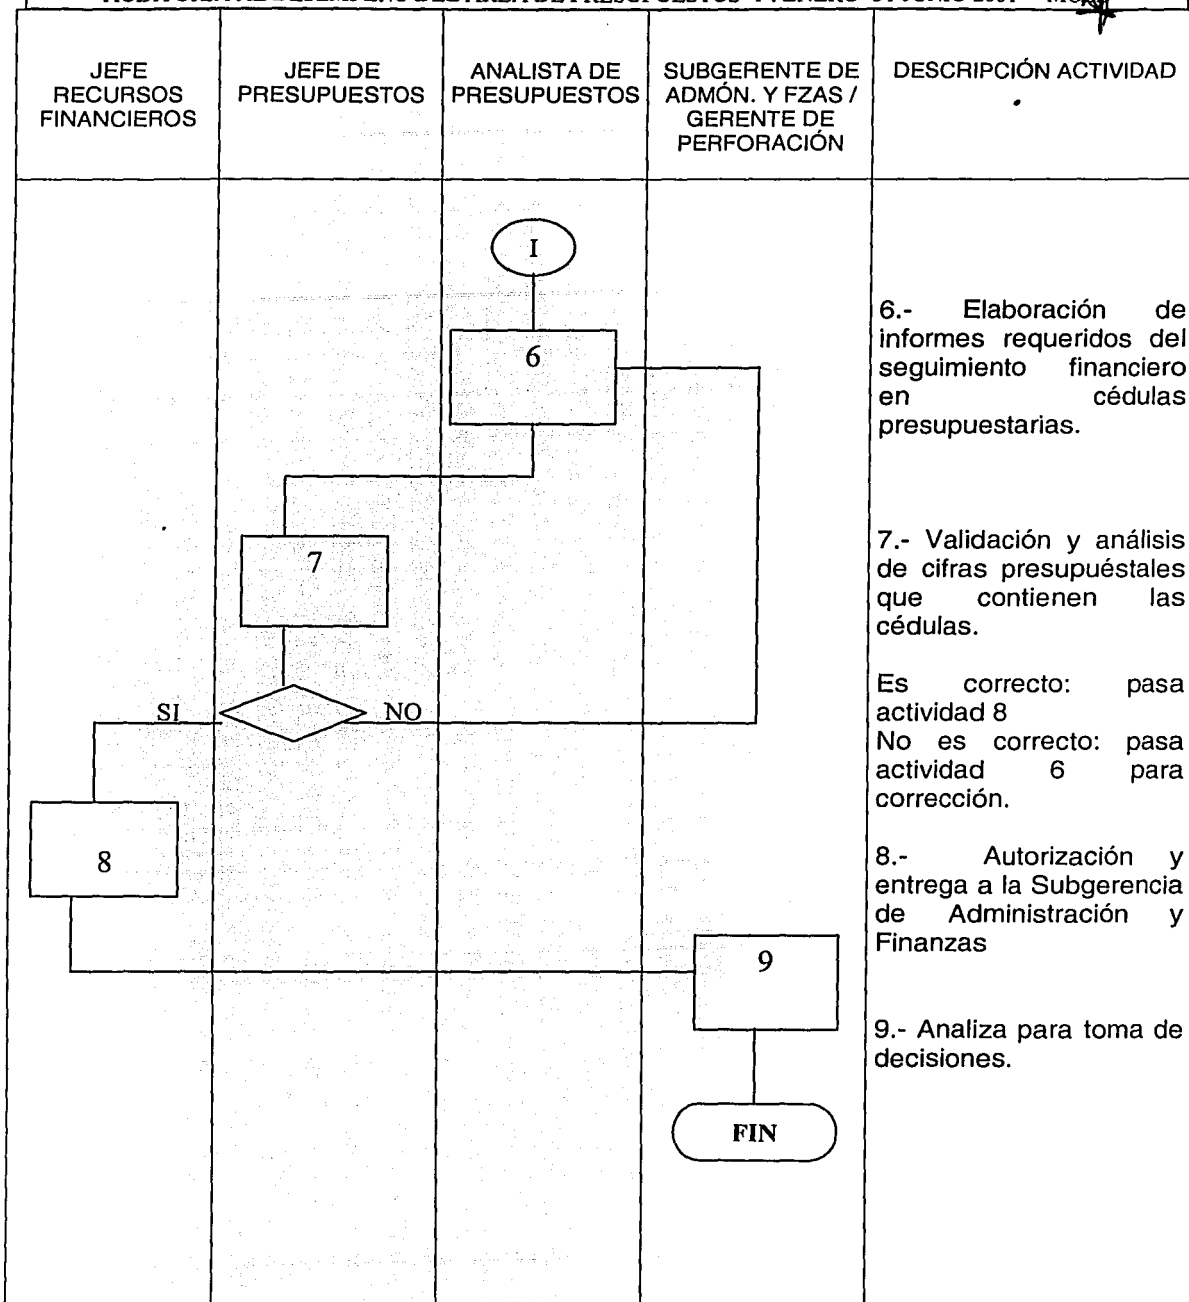 JEFE
RECURSOS
FINANCIEROS
JEFE DE
PRESUPUESTOS
ANALISTA DE
PRESUPUESTOS
SUBGERENTE DE
ADMÓN. Y FZAS /
GERENTE DE
PERFORACIÓN
DESCRIPCIÓN ACTIVIDAD
I
6
7
SI
NO
8
9
FIN
6.- Elaboración de
informes requeridos del
seguimiento financiero
en cédulas
presupuestarias.
7.- Validación y análisis
de cifras presupuéstales
que contienen las
cédulas.
Es correcto: pasa
actividad 8
No es correcto: pasa
actividad 6 para
corrección.
8.- Autorización y
entrega a la Subgerencia
de Administración y
Finanzas
9.- Analiza para toma de
decisiones.